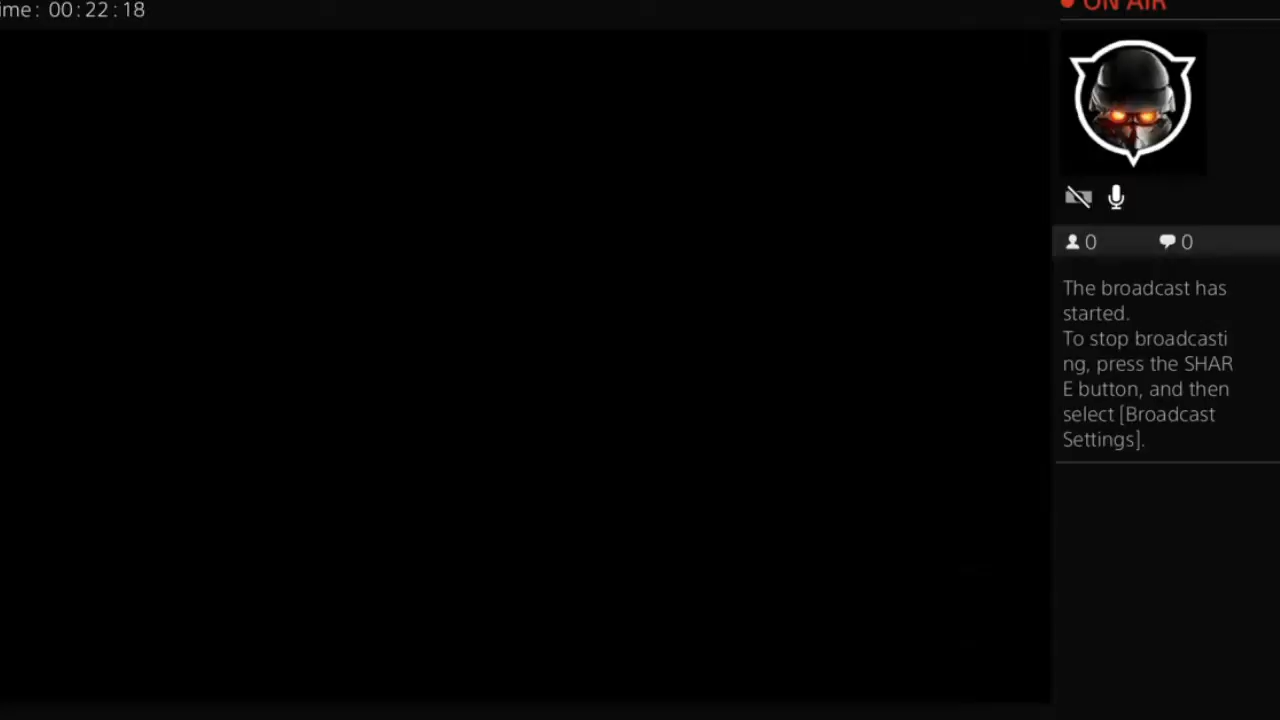 ime: 00:22:18
ON AIR
0 0
The broadcast has
started.
To stop broadcasti
ng, press the SHAR
E button, and then
select [Broadcast
Settings].